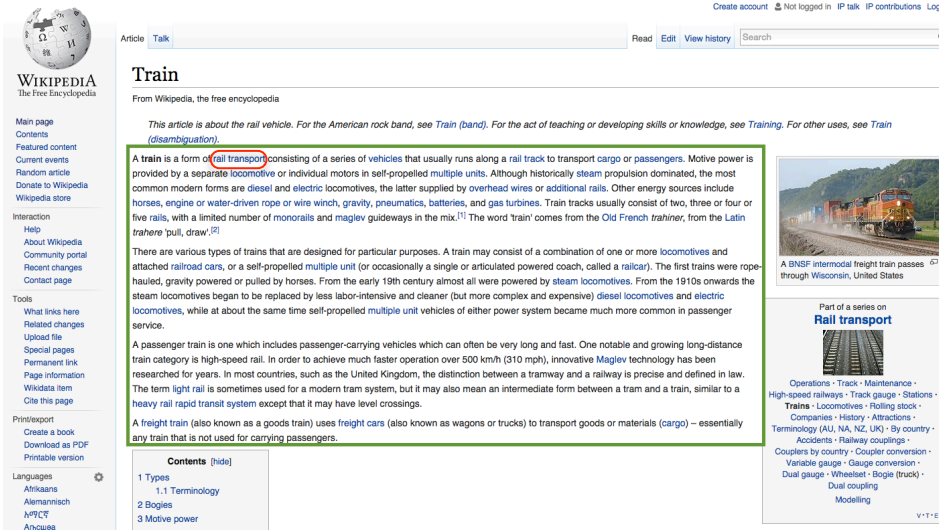 Create account Not logged in IP talk IP contributions Log
Article Talk Read Edit View history Search
WIKIPEDIA
The Free Encyclopedia
Main page
Contents
Featured content
Current events
Random article
Donate to Wikipedia
Wikipedia store
Interaction
Help
About Wikipedia
Community portal
Recent changes
Contact page
Tools
What links here
Related changes
Upload file
Special pages
Permanent link
Page information
Wikidata item
Cite this page
Print/export
Create a book
Download as PDF
Printable version
Languages
Afrikaans
Alemannisch
አማርኛ
Ænglisc
Train
From Wikipedia, the free encyclopedia
This article is about the rail vehicle. For the American rock band, see Train (band). For the act of teaching or developing skills or knowledge, see Training. For other uses, see Train
(disambiguation).
A train is a form of rail transport consisting of a series of vehicles that usually runs along a rail track to transport cargo or passengers. Motive power is
provided by a separate locomotive or individual motors in self-propelled multiple units. Although historically steam propulsion dominated, the most
common modern forms are diesel and electric locomotives, the latter supplied by overhead wires or additional rails. Other energy sources include
horses, engine or water-driven rope or wire winch, gravity, pneumatics, batteries, and gas turbines. Train tracks usually consist of two, three or four or
five rails, with a limited number of monorails and maglev guideways in the mix.[1] The word 'train' comes from the Old French trahiner, from the Latin
trahere 'pull, draw'.[2]
There are various types of trains that are designed for particular purposes. A train may consist of a combination of one or more locomotives and
attached railroad cars, or a self-propelled multiple unit (or occasionally a single or articulated powered coach, called a railcar). The first trains were rope-
hauled, gravity powered or pulled by horses. From the early 19th century almost all were powered by steam locomotives. From the 1910s onwards the
steam locomotives began to be replaced by less labor-intensive and cleaner (but more complex and expensive) diesel locomotives and electric
locomotives, while at about the same time self-propelled multiple unit vehicles of either power system became much more common in passenger
service.
A passenger train is one which includes passenger-carrying vehicles which can often be very long and fast. One notable and growing long-distance
train category is high-speed rail. In order to achieve much faster operation over 500 km/h (310 mph), innovative Maglev technology has been
researched for years. In most countries, such as the United Kingdom, the distinction between a tramway and a railway is precise and defined in law.
The term light rail is sometimes used for a modern tram system, but it may also mean an intermediate form between a tram and a train, similar to a
heavy rail rapid transit system except that it may have level crossings.
A freight train (also known as a goods train) uses freight cars (also known as wagons or trucks) to transport goods or materials (cargo) – essentially
any train that is not used for carrying passengers.
Contents [hide]
1 Types
1.1 Terminology
2 Bogies
3 Motive power
A BNSF intermodal freight train passes
through Wisconsin, United States
Part of a series on
Rail transport
Operations · Track · Maintenance ·
High-speed railways · Track gauge · Stations ·
Trains · Locomotives · Rolling stock ·
Companies · History · Attractions ·
Terminology (AU, NA, NZ, UK) · By country ·
Accidents · Railway couplings ·
Couplers by country · Coupler conversion ·
Variable gauge · Gauge conversion ·
Dual gauge · Wheelset · Bogie (truck) ·
Dual coupling
Modelling
V · T · E